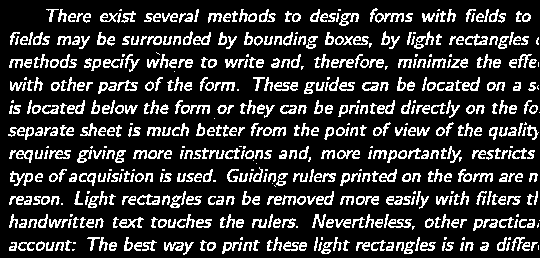 There exist several methods to design forms with fields to
fields may be surrounded by bounding boxes, by light rectangles
methods specify where to write and, therefore, minimize the
with other parts of the form. These guides can be located on a
is located below the form or they can be printed directly on the
separate sheet is much better from the point of view of the quality
requires giving more instructions and, more importantly, restricts
type of acquisition is used. Guiding rulers printed on the form are
reason. Light rectangles can be removed more easily with filters
handwritten text touches the rulers. Nevertheless, other
account: The best way to print these light rectangles is in a